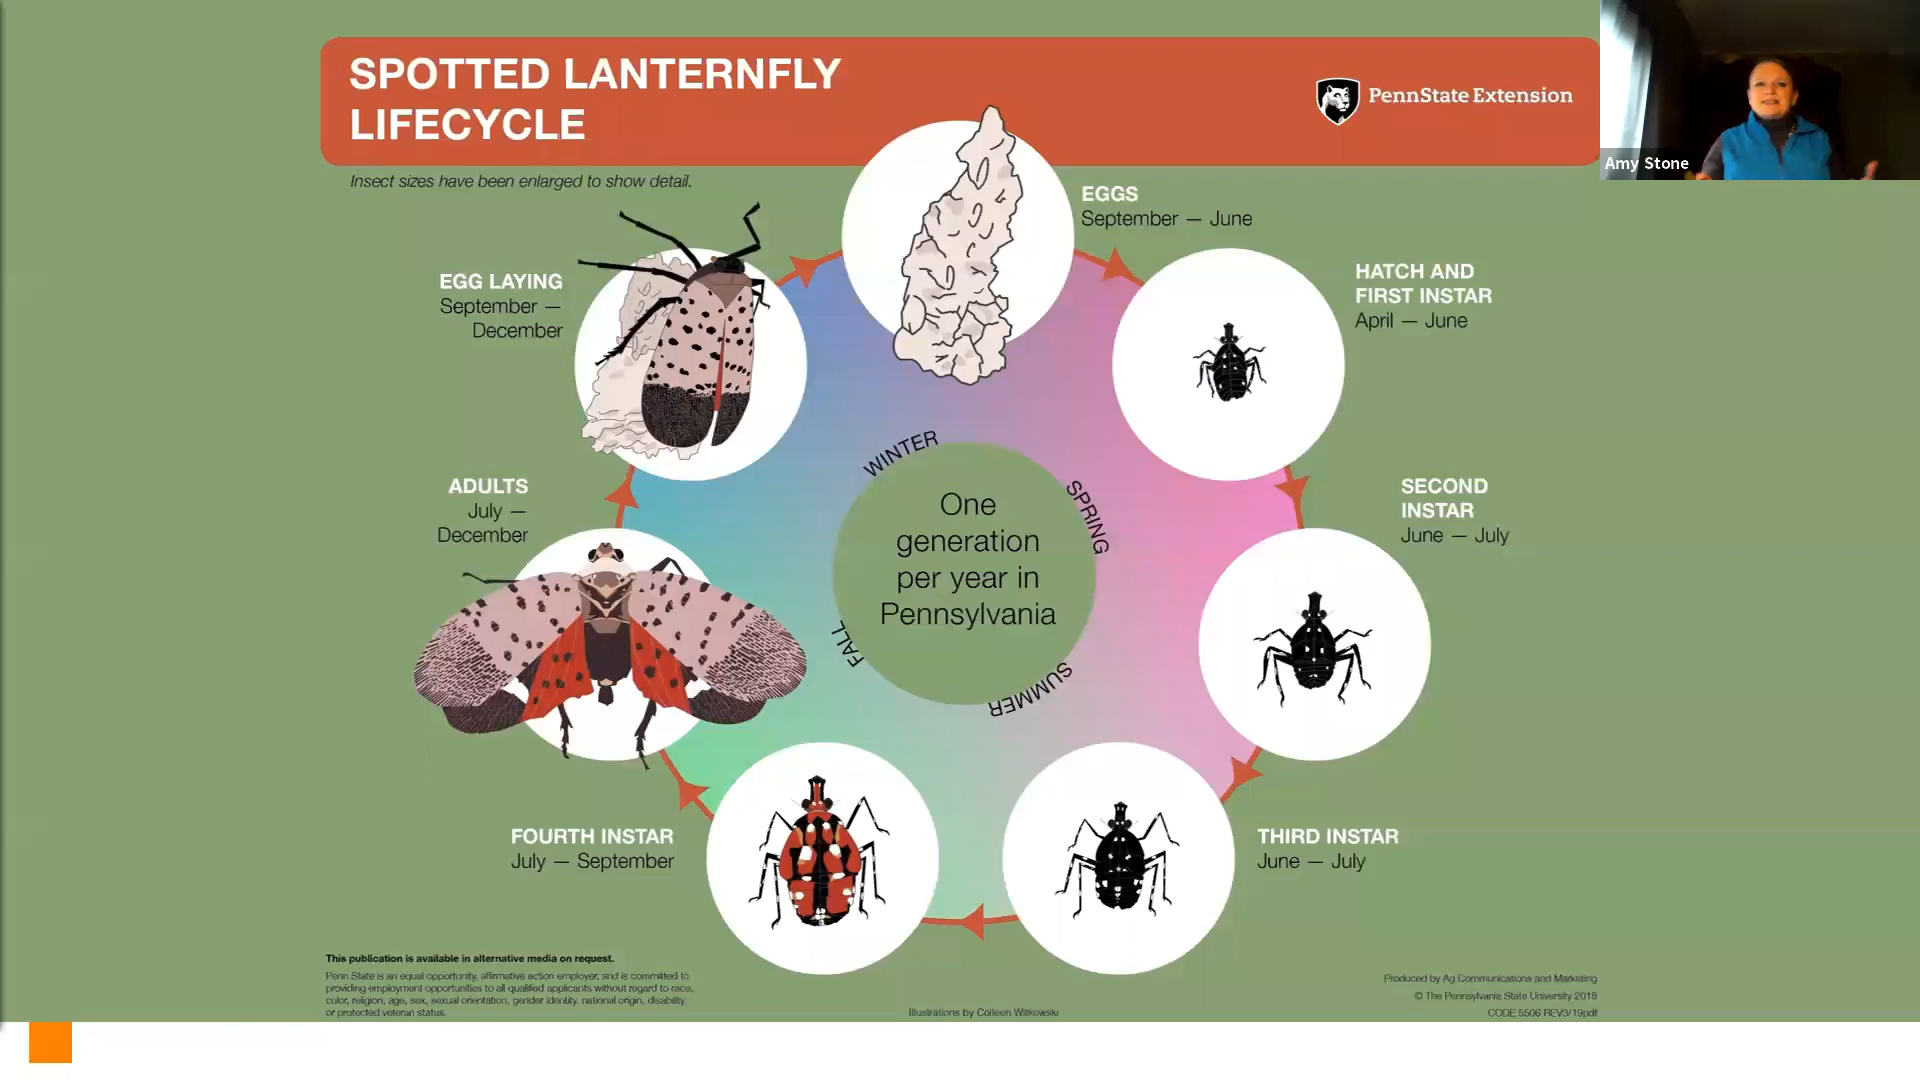 SPOTTED LANTERNFLY
LIFECYCLE
PennState Extension
Amy Stone
Insect sizes have been enlarged to show detail.
EGGS
September — June
HATCH AND
FIRST INSTAR
April — June
SECOND
INSTAR
June — July
THIRD INSTAR
June — July
FOURTH INSTAR
July — September
ADULTS
July —
December
EGG LAYING
September —
December
WINTER
SPRING
SUMMER
FALL
One
generation
per year in
Pennsylvania
This publication is available in alternative media on request.
Penn State is an equal opportunity, affirmative action employer, and is committed to
providing employment opportunities to all qualified applicants without regard to race,
color, religion, age, sex, sexual orientation, gender identity, national origin, disability
or protected veteran status.
Illustrations by Colleen Witkowski
Produced by Ag Communications and Marketing
© The Pennsylvania State University 2018
CODE 5506 REV3/19pdf